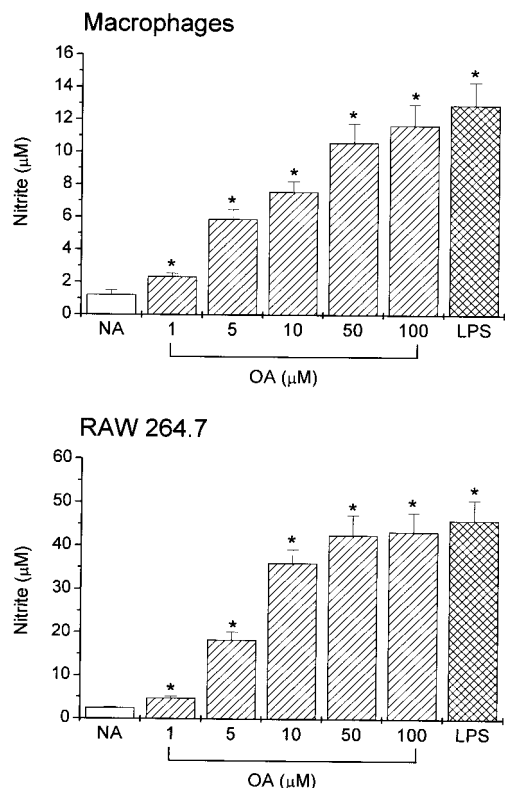 Macrophages
16
14
12
10
8
6
4
2
0
Nitrite (μM)
* * * * * *
NA 1 5 10 50 100 LPS
OA (μM)
RAW 264.7
60
50
40
30
20
10
0
Nitrite (μM)
* * * * * *
NA 1 5 10 50 100 LPS
OA (μM)